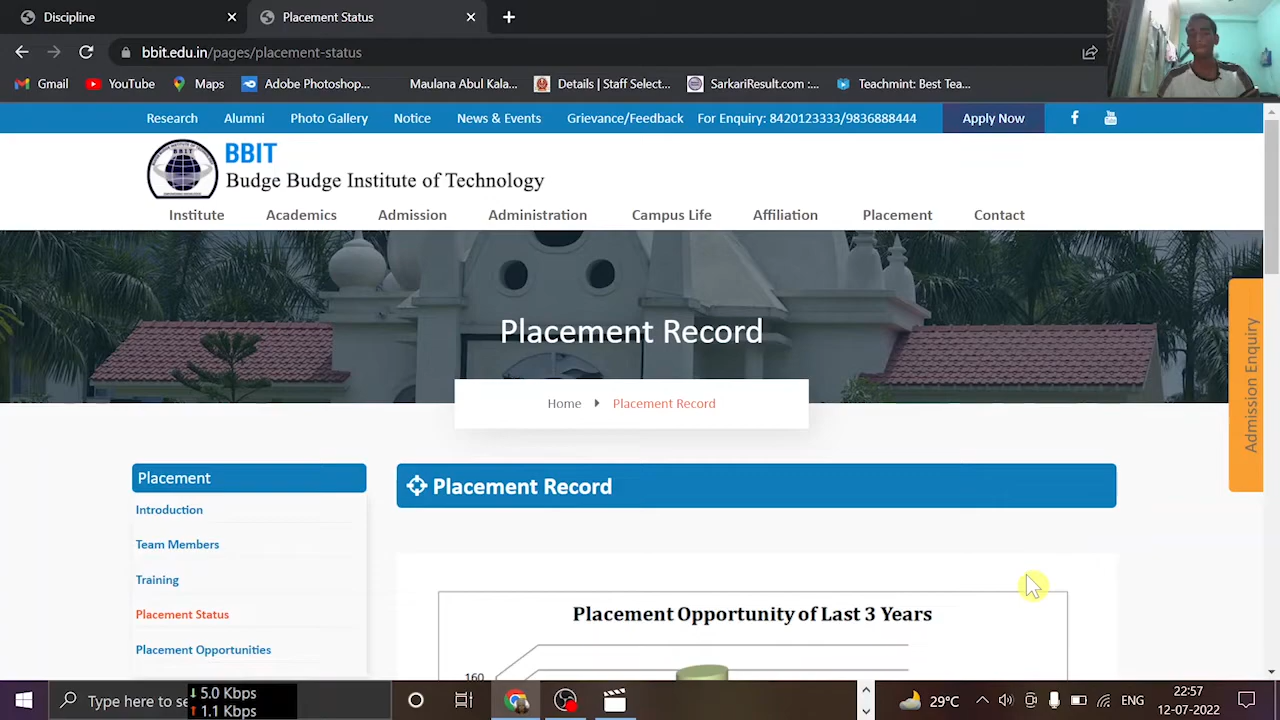 Discipline
Placement Status
bbit.edu.in/pages/placement-status
Gmail YouTube Maps Adobe Photoshop... Maulana Abul Kala... Details | Staff Select... SarkariResult.com :... Teachmint: Best Tea...
Research Alumni Photo Gallery Notice News & Events Grievance/Feedback For Enquiry: 8420123333/9836888444 Apply Now
BBIT
Budge Budge Institute of Technology
Institute Academics Admission Administration Campus Life Affiliation Placement Contact
Placement Record
Home Placement Record
Admission Enquiry
Placement
Introduction
Team Members
Training
Placement Status
Placement Opportunities
Placement Record
Placement Opportunity of Last 3 Years
160
Type here to se
5.0 Kbps
1.1 Kbps
29°C
ENG
22:57
12-07-2022